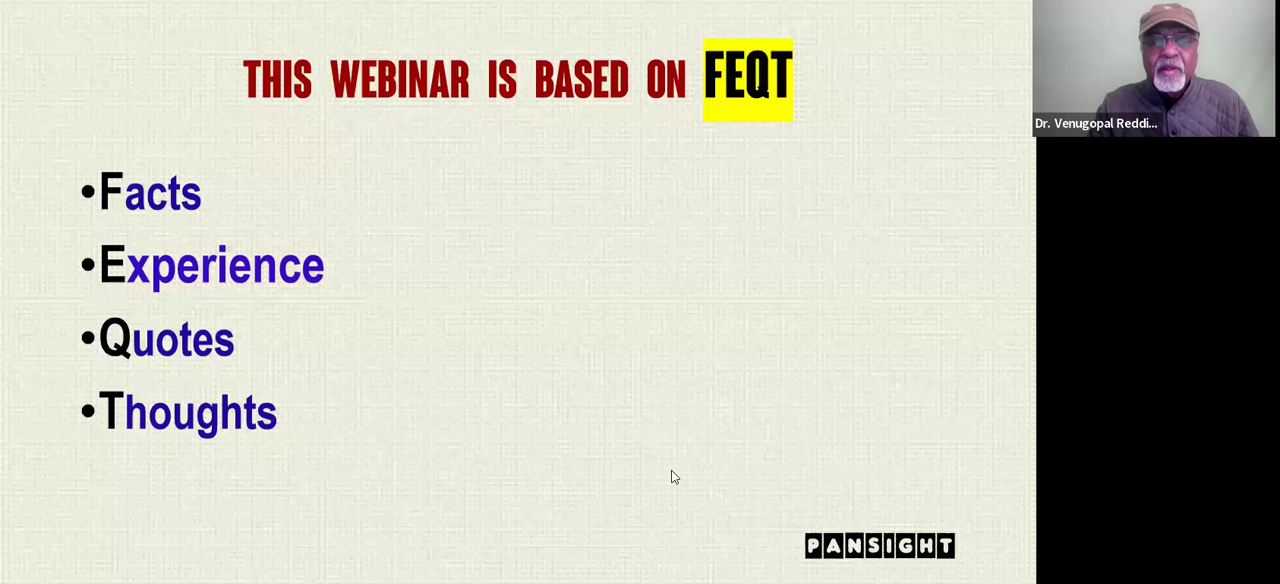 THIS WEBINAR IS BASED ON FEQT
•Facts
•Experience
•Quotes
•Thoughts
PANSIGHT
Dr. Venugopal Reddi...